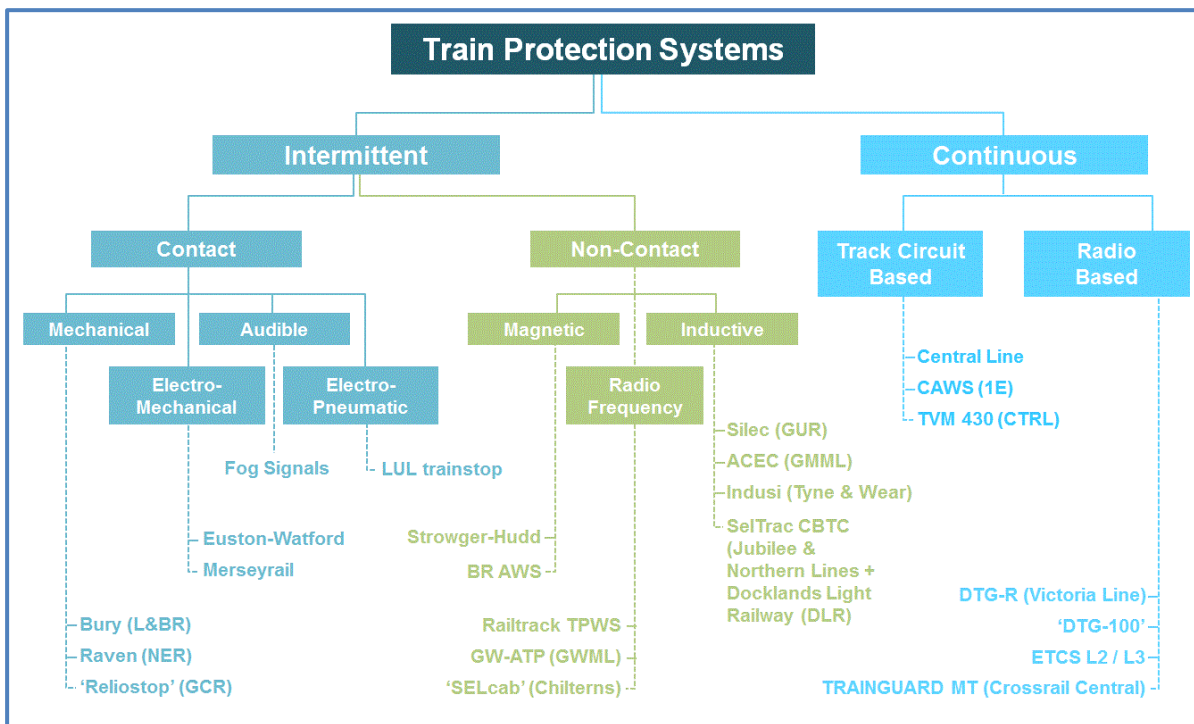 Train Protection Systems
Intermittent
Continuous
Contact
Non-Contact
Track Circuit
Based
Radio
Based
Mechanical
Audible
Magnetic
Inductive
Electro-
Mechanical
Electro-
Pneumatic
Radio
Frequency
Central Line
CAWS (1E)
TVM 430 (CTRL)
Fog Signals
LUL trainstop
Silec (GUR)
ACEC (GMML)
Indusi (Tyne & Wear)
SelTrac CBTC
(Jubilee &
Northern Lines +
Docklands Light
Railway (DLR)
Euston-Watford
Merseyrail
Strowger-Hudd
BR AWS
Bury (L&BR)
Raven (NER)
‘Reliostop’ (GCR)
Railtrack TPWS
GW-ATP (GWML)
‘SELcab’ (Chilterns)
DTG-R (Victoria Line)
‘DTG-100’
ETCS L2 / L3
TRAINGUARD MT (Crossrail Central)